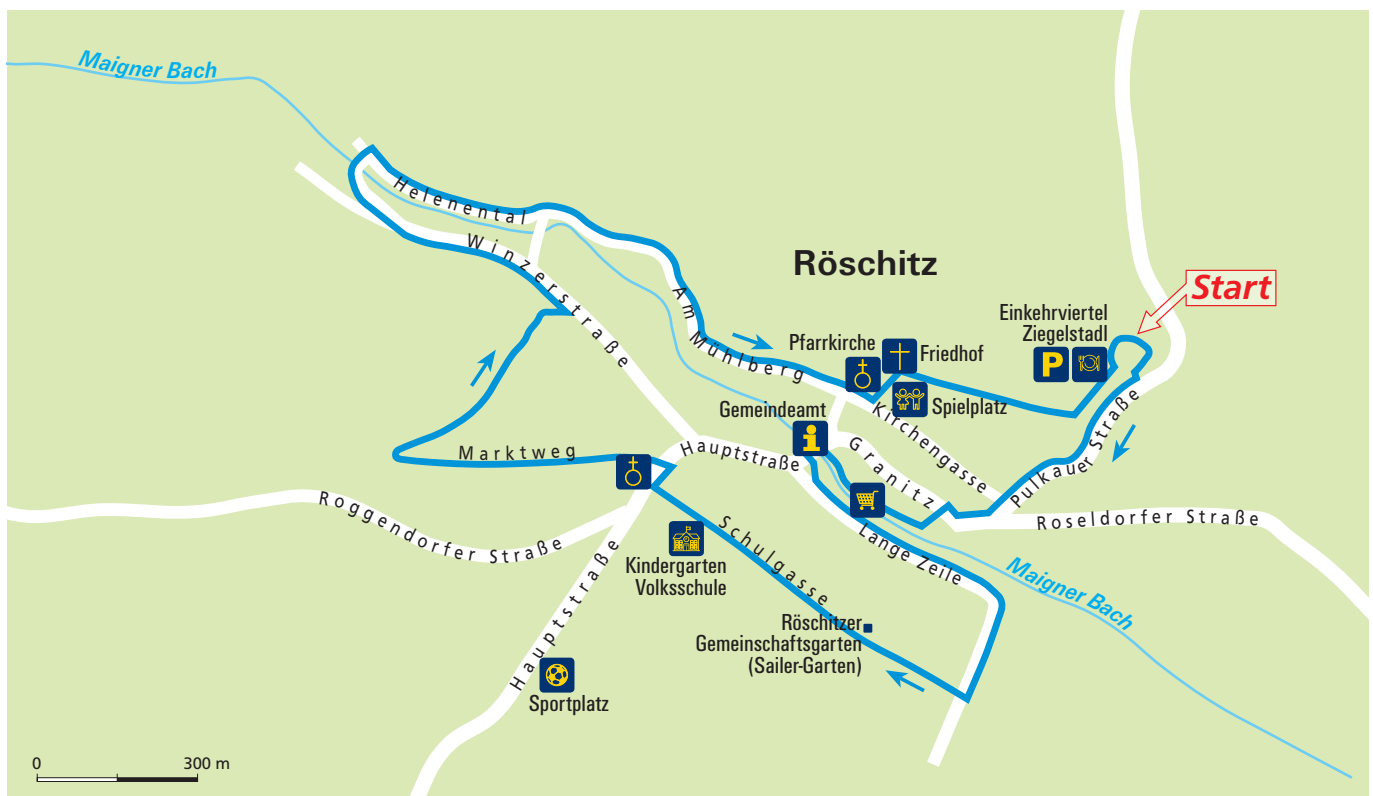 Maigner Bach
Helenental
Winzerstraße
Röschitz
Start
Am
Mühlberg
Einkehrviertel
Ziegelstadl
P
Pfarrkirche
Friedhof
Spielplatz
Kirchengasse
Pulkauer Straße
Gemeindeamt
Granitz
Hauptstraße
Marktweg
Roggendorfer Straße
Roseldorfer Straße
Lange Zeile
Maigner Bach
Schulgasse
Kindergarten
Volksschule
Hauptstraße
Röschitzer
Gemeinschaftsgarten
(Sailer-Garten)
Sportplatz
0 300 m